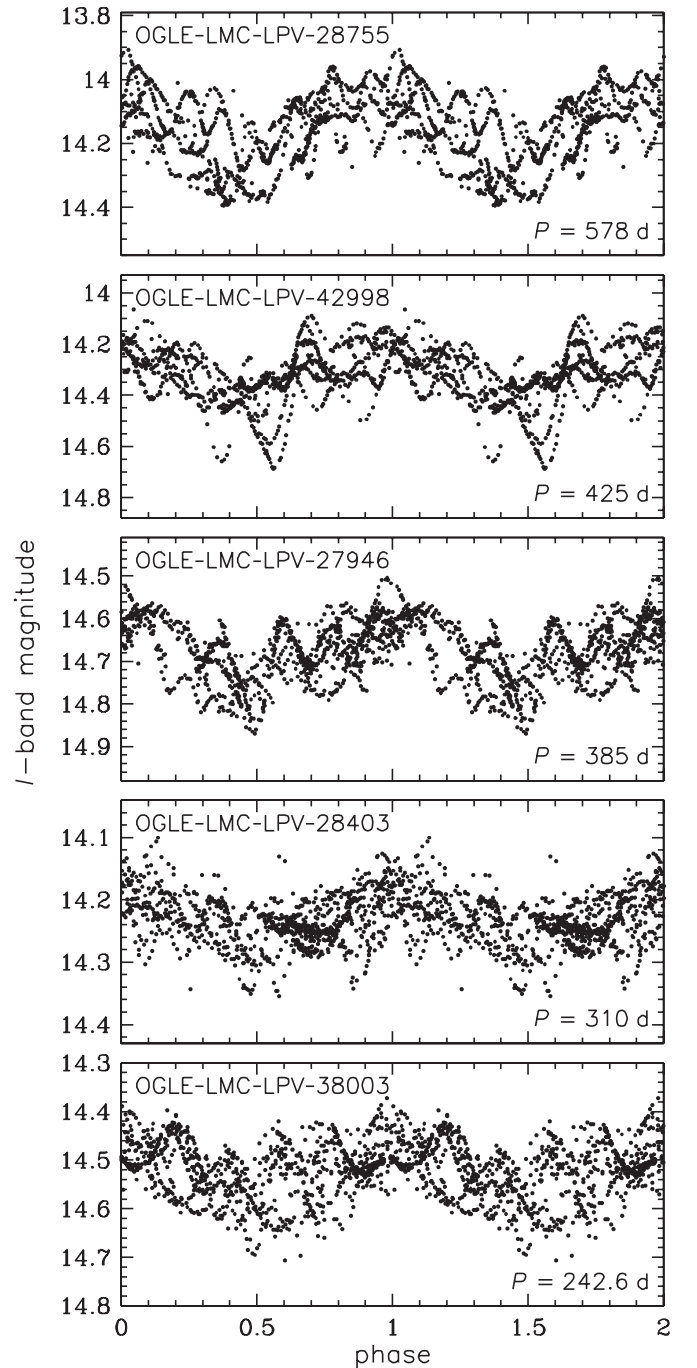 13.8
OGLE-LMC-LPV-28755
14
14.2
14.4
P = 578 d
OGLE-LMC-LPV-42998
14
14.2
14.4
14.6
14.8
P = 425 d
OGLE-LMC-LPV-27946
14.5
14.6
14.7
14.8
14.9
P = 385 d
I-band magnitude
OGLE-LMC-LPV-28403
14.1
14.2
14.3
14.4
P = 310 d
14.3
OGLE-LMC-LPV-38003
14.4
14.5
14.6
14.7
14.8
P = 242.6 d
0 0.5 1 1.5 2
phase